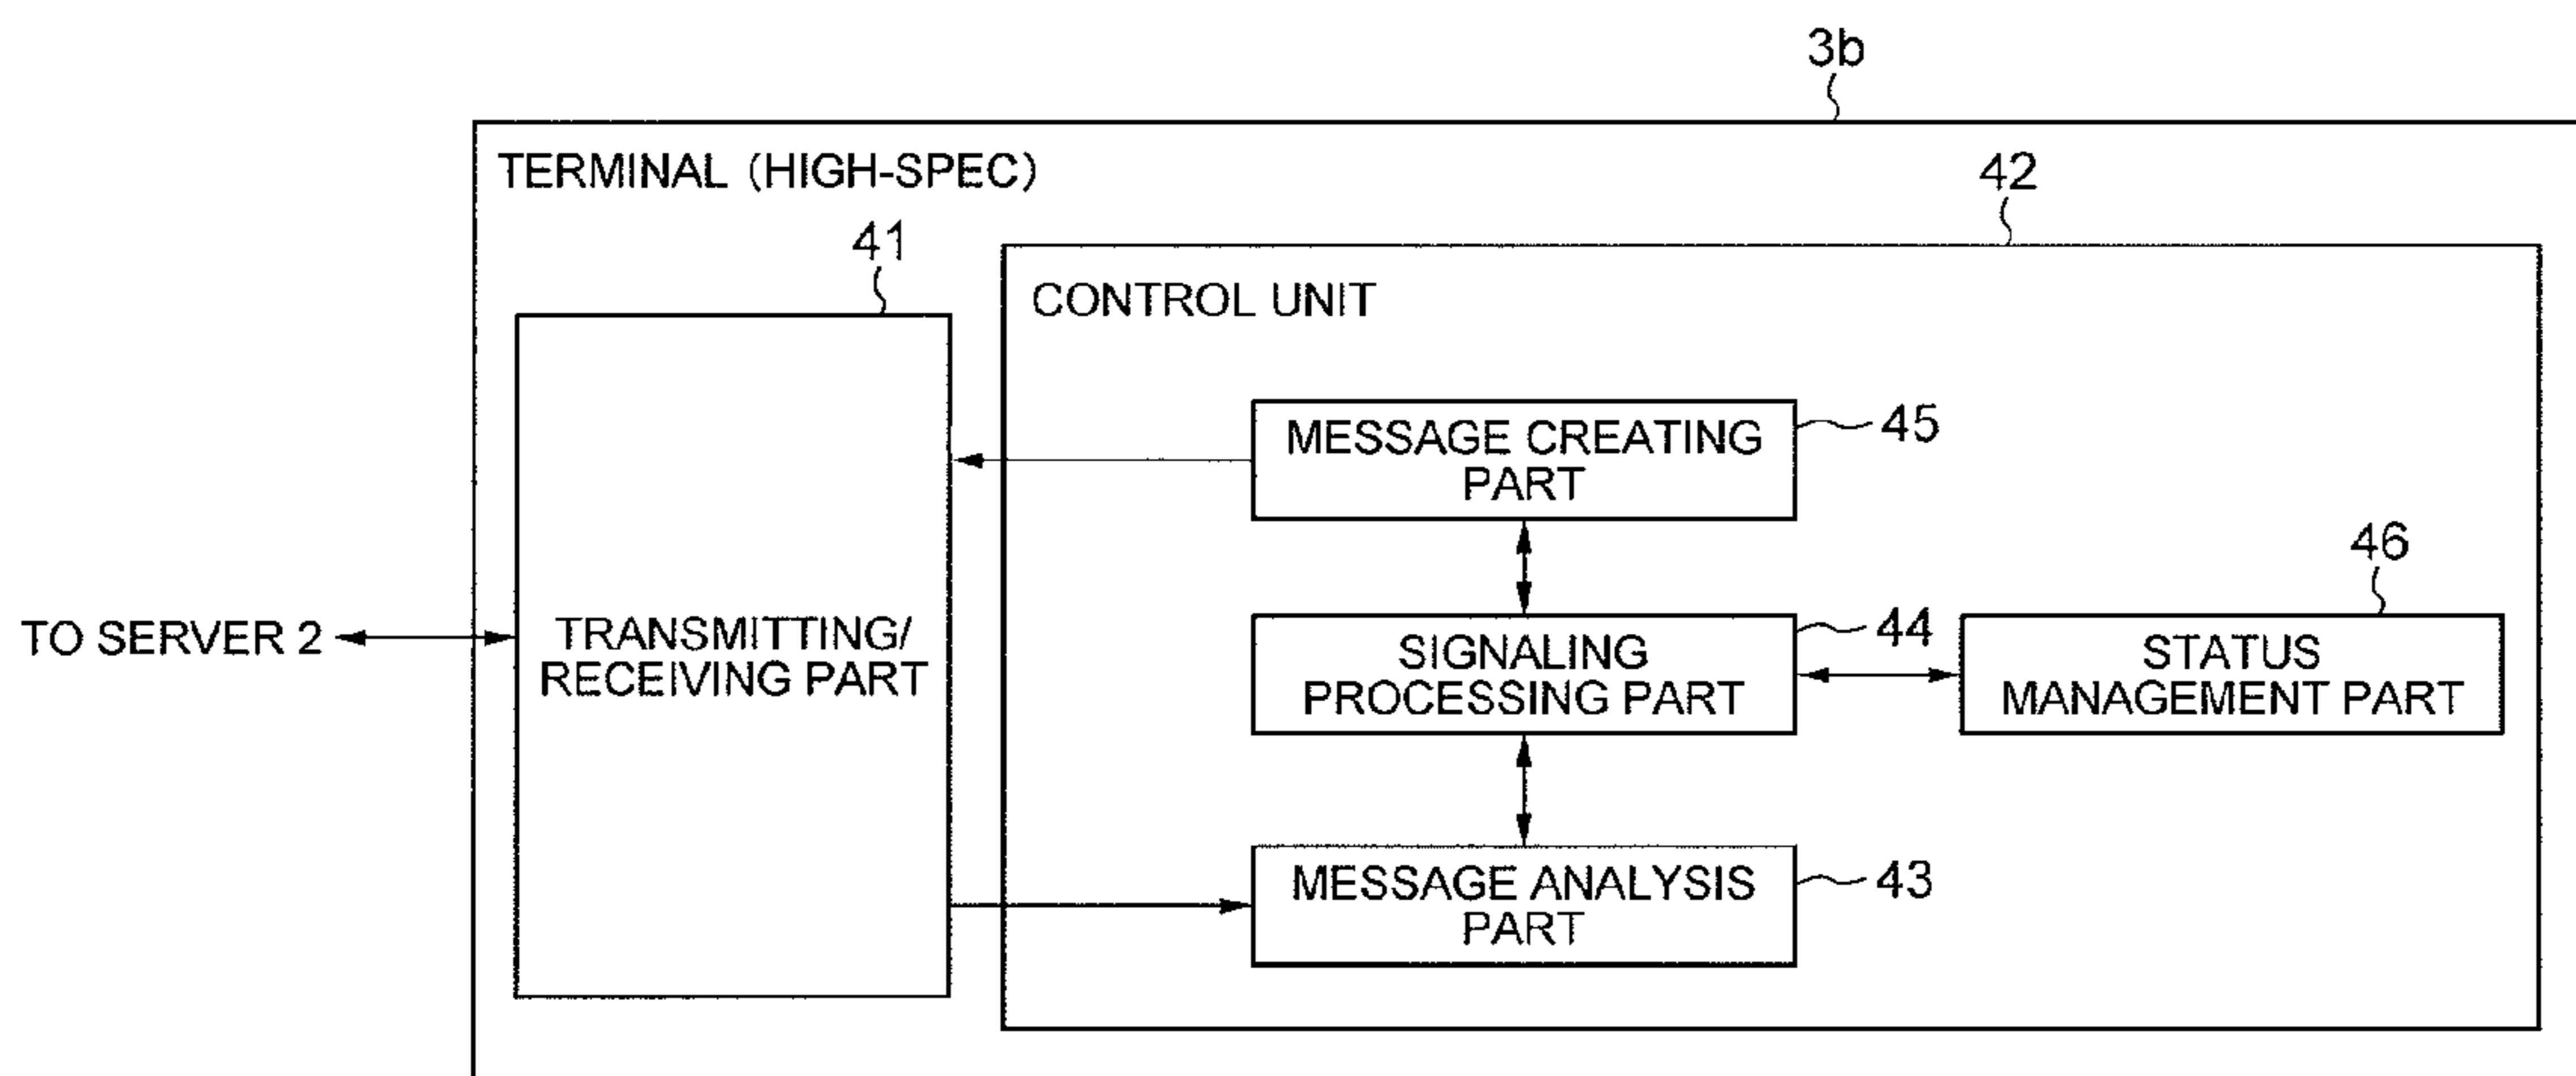 3b
TERMINAL (HIGH-SPEC)
42
41
CONTROL UNIT
MESSAGE CREATING
PART
45
46
TO SERVER 2
TRANSMITTING/
RECEIVING PART
SIGNALING
PROCESSING PART
44
STATUS
MANAGEMENT PART
MESSAGE ANALYSIS
PART
43